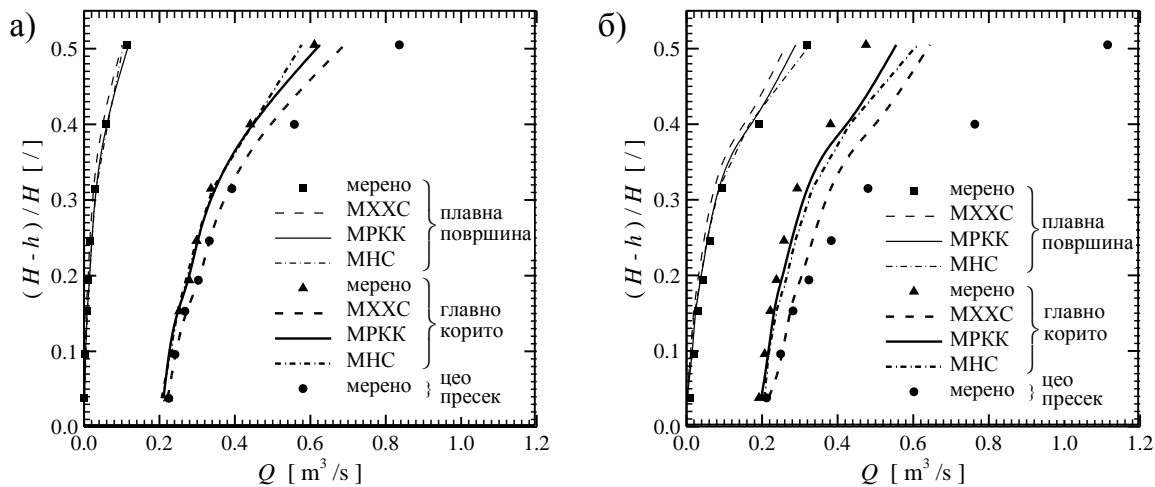 а)
0.5
0.4
0.3
0.2
0.1
0.0
(H - h) / H [ / ]
0.0 0.2 0.4 0.6 0.8 1.0 1.2
Q [ m³/s ]
мерено
МХХС
МРКК
МНС
плавна
површина
мерено
МХХС
МРКК
МНС
главно
корито
мерено
цео
пресек
б)
0.5
0.4
0.3
0.2
0.1
0.0
(H - h) / H [ / ]
0.0 0.2 0.4 0.6 0.8 1.0 1.2
Q [ m³/s ]
мерено
МХХС
МРКК
МНС
плавна
површина
мерено
МХХС
МРКК
МНС
главно
корито
мерено
цео
пресек